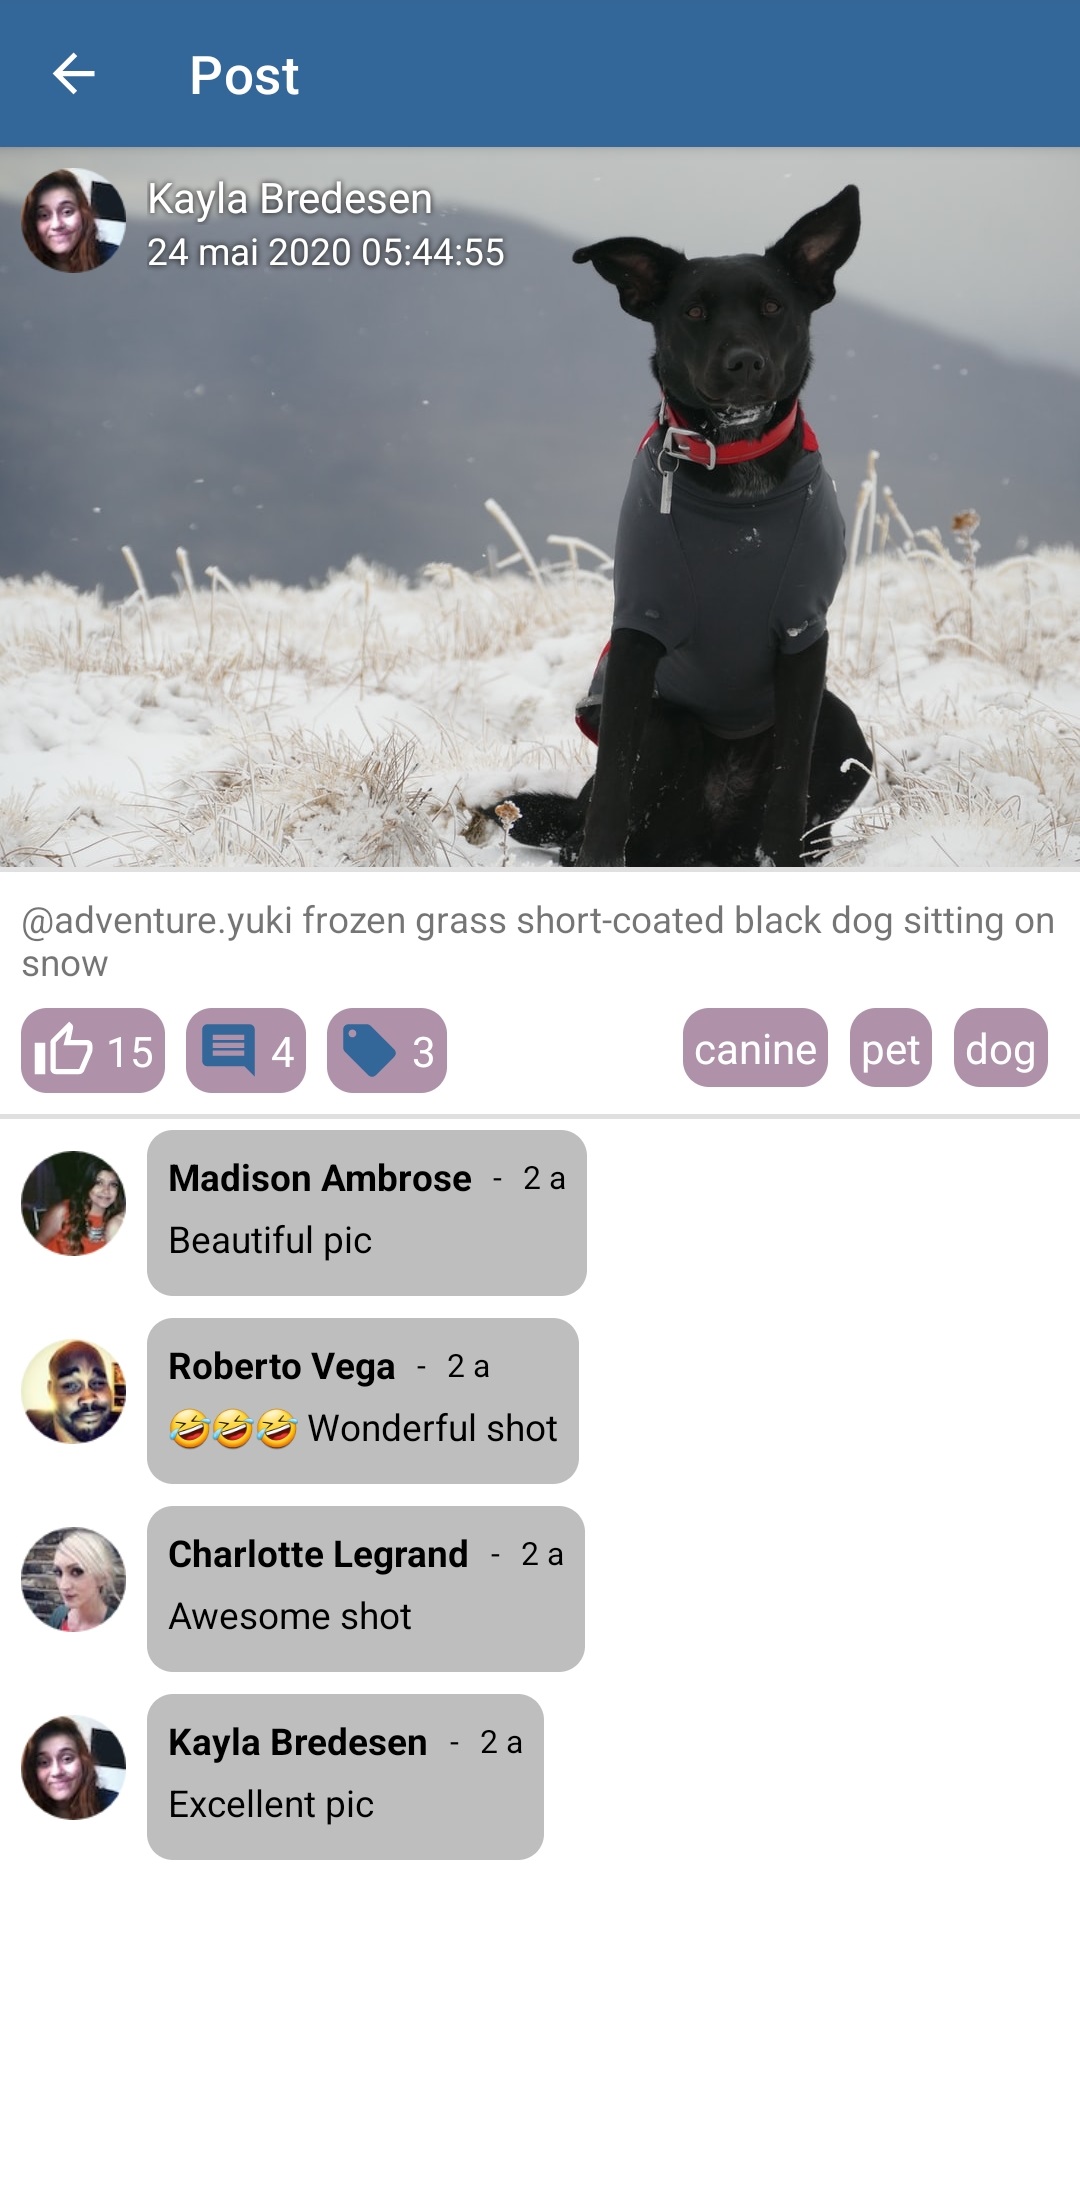 Post
Kayla Bredesen
24 mai 2020 05:44:55
@adventure.yuki frozen grass short-coated black dog sitting on
snow
15 4 3 canine pet dog
Madison Ambrose - 2 a
Beautiful pic
Roberto Vega - 2 a
🤣🤣🤣 Wonderful shot
Charlotte Legrand - 2 a
Awesome shot
Kayla Bredesen - 2 a
Excellent pic